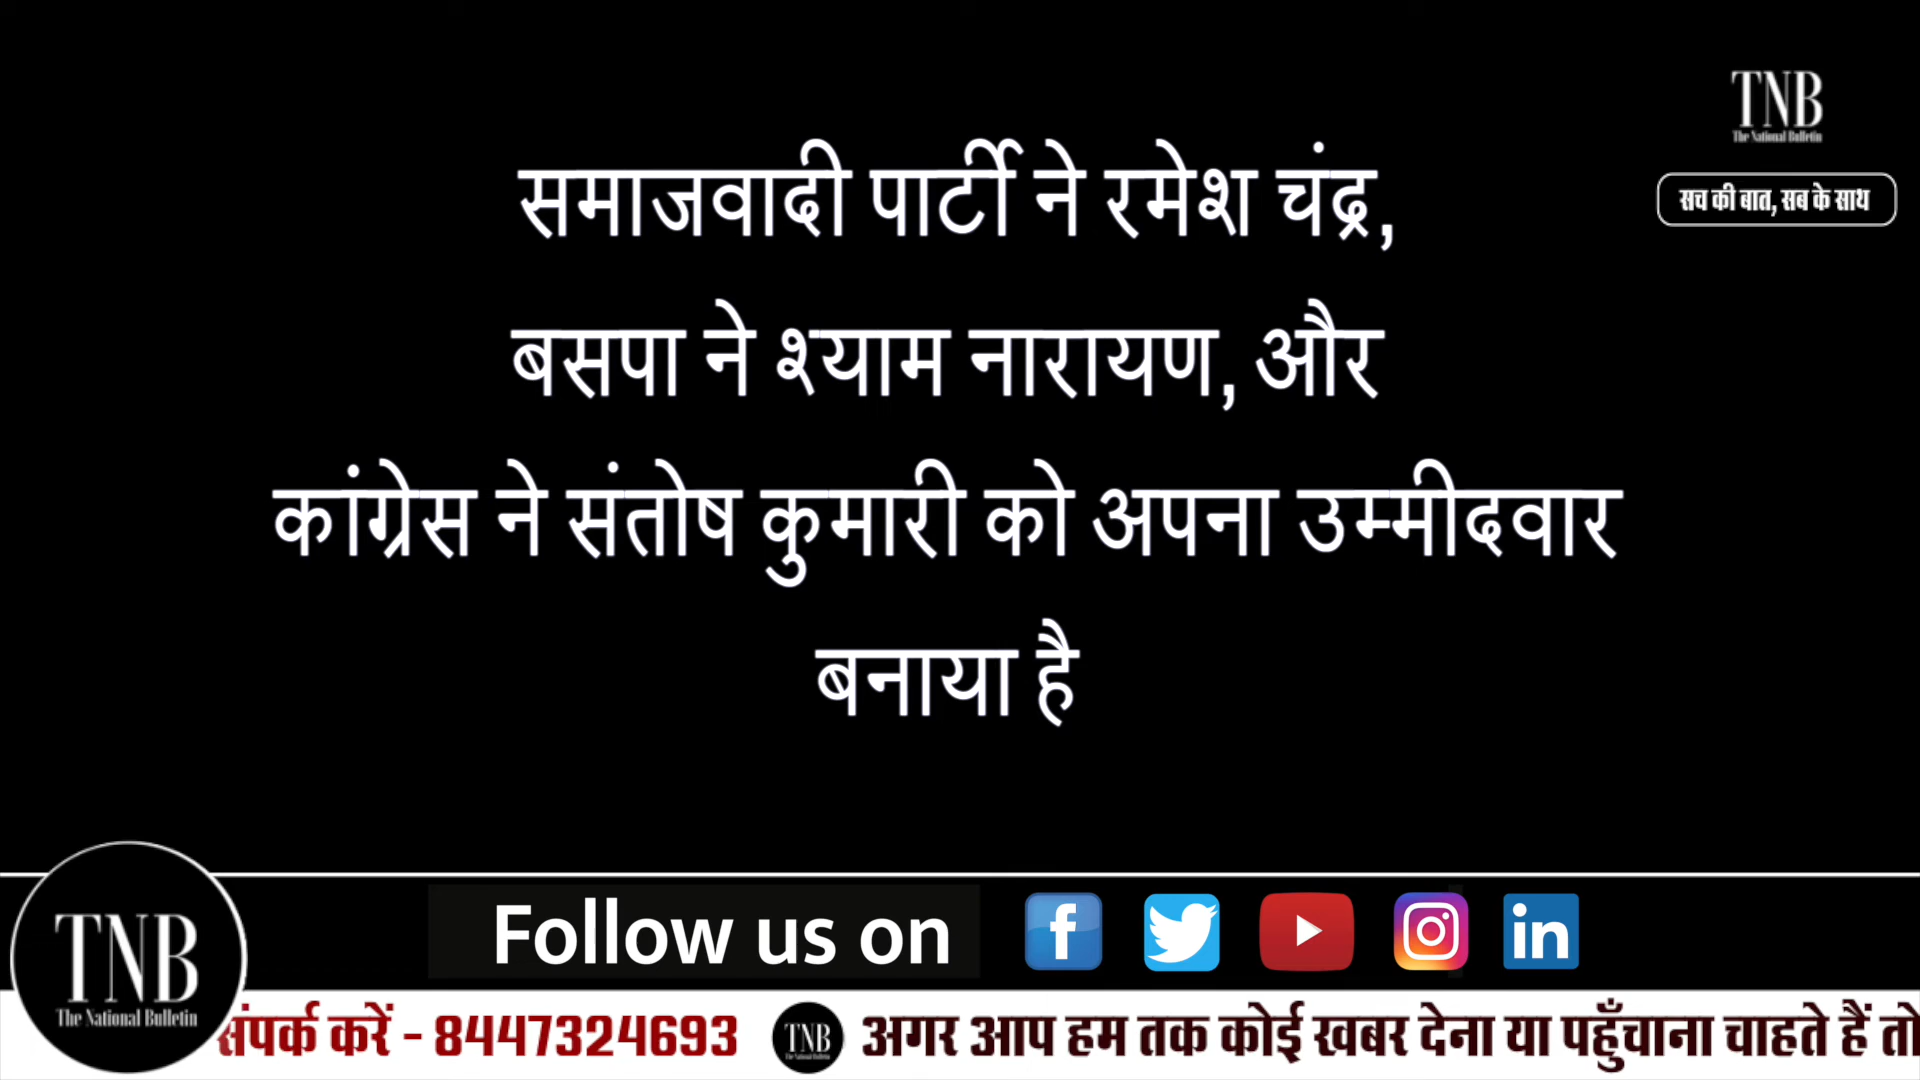 TNB
The National Bulletin
सच की बात, सब के साथ
समाजवादी पार्टी ने रमेश चंद्र,
बसपा ने श्याम नारायण, और
कांग्रेस ने संतोष कुमारी को अपना उम्मीदवार
बनाया है
Follow us on
TNB
The National Bulletin
संपर्क करें - 8447324693 TNB अगर आप हम तक कोई खबर देना या पहुँचाना चाहते हैं तो